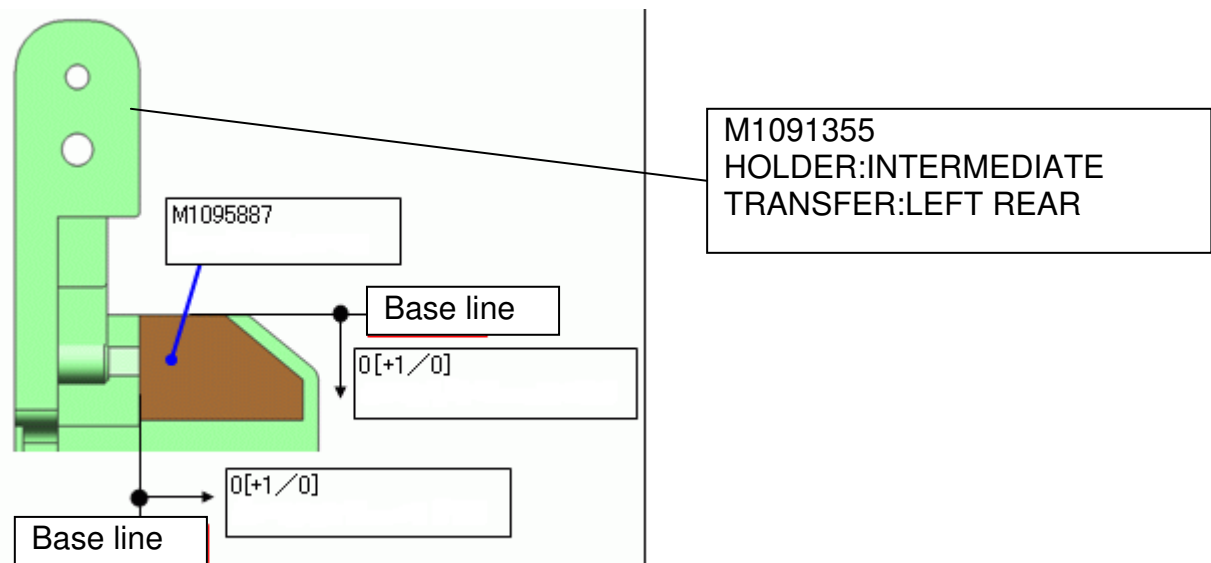 M1091355
HOLDER:INTERMEDIATE
TRANSFER:LEFT REAR
M1095887
Base line
0[+1／0]
0[+1／0]
Base line